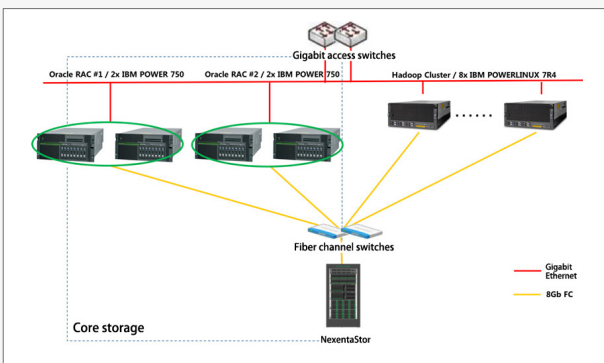 Gigabit access switches
Oracle RAC #1 / 2x IBM POWER 750
Oracle RAC #2 / 2x IBM POWER 750
Hadoop Cluster / 8x IBM POWERLINUX 7R4
Fiber channel switches
Gigabit
Ethernet
8Gb FC
Core storage
NexentaStor